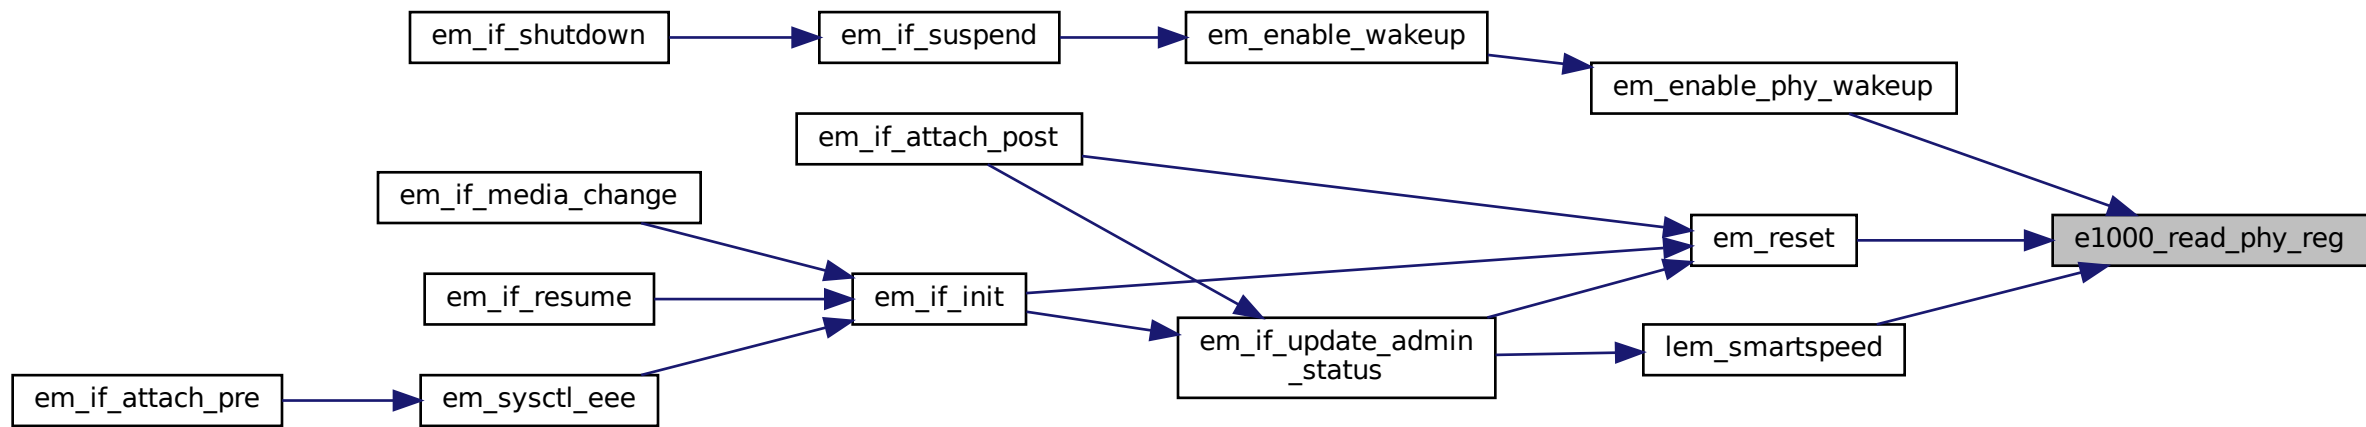 em_if_shutdown
em_if_suspend
em_enable_wakeup
em_enable_phy_wakeup
em_if_attach_post
em_if_media_change
em_reset
e1000_read_phy_reg
em_if_resume
em_if_init
em_if_update_admin
_status
lem_smartspeed
em_if_attach_pre
em_sysctl_eee